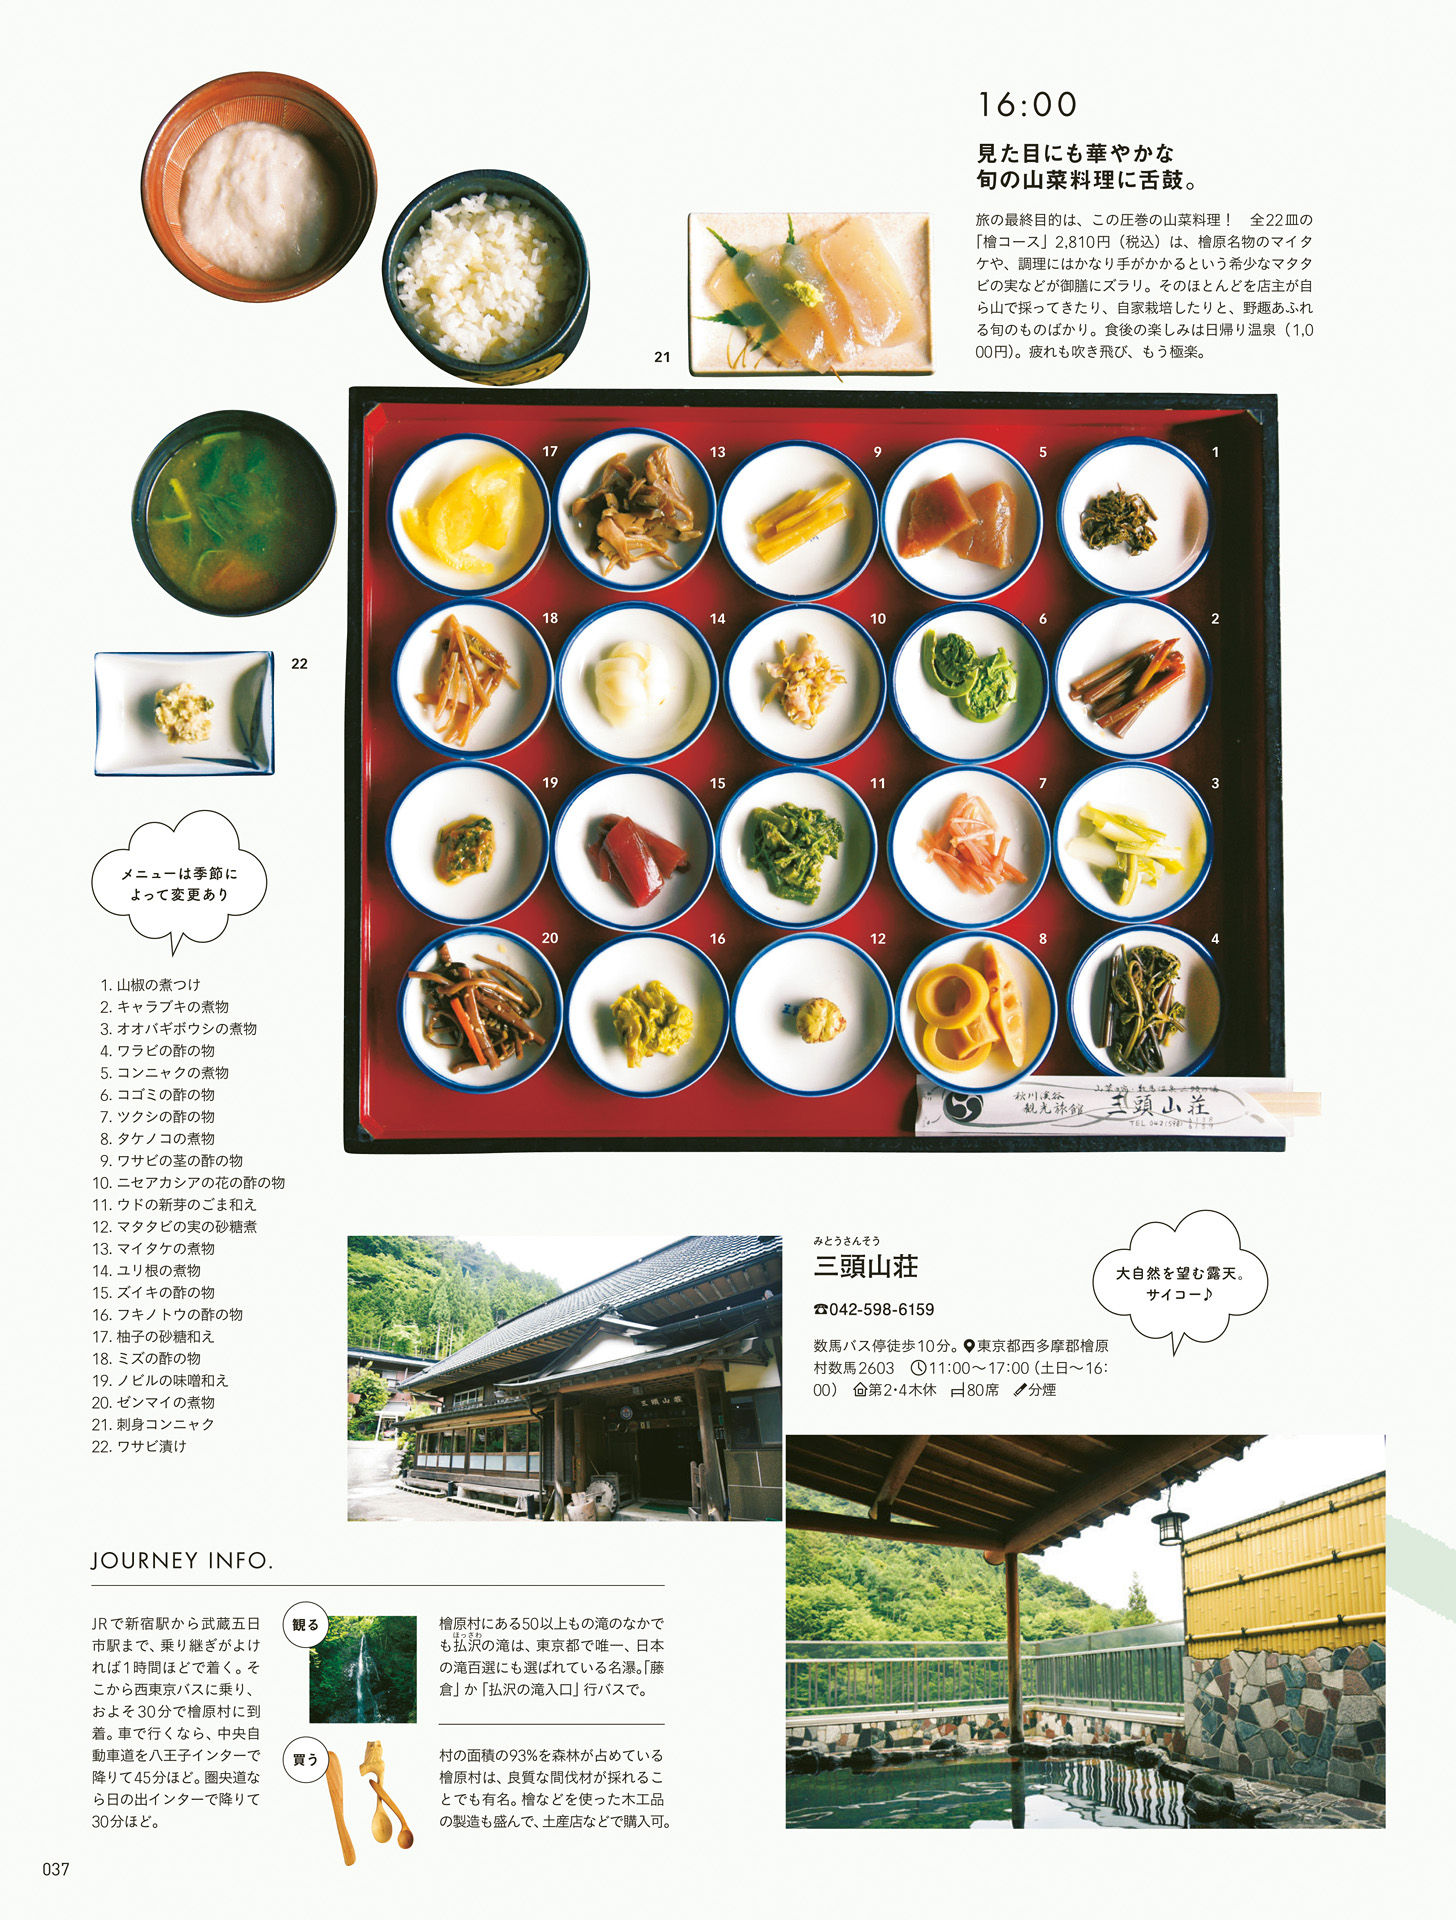 16:00
見た目にも華やかな
旬の山菜料理に舌鼓。
旅の最終目的は、この圧巻の山菜料理！　全22皿の
「檜コース」2,810円（税込）は、檜原名物のマイタ
ケや、調理にはかなり手がかかるという希少なマタタ
ビの実などが御膳にズラリ。そのほとんどを店主が自
ら山で採ってきたり、自家栽培したりと、野趣あふれ
る旬のものばかり。食後の楽しみは日帰り温泉（1,0
00円）。疲れも吹き飛び、もう極楽。
21
17 13 9 5 1
18 14 10 6 2
22
19 15 11 7 3
20 16 12 8 4
山菜の宿・数馬温泉 三頭の湯
秋川渓谷
観光旅館
三頭山荘
TEL 042(598)
メニューは季節に
よって変更あり
1. 山椒の煮つけ
2. キャラブキの煮物
3. オオバギボウシの煮物
4. ワラビの酢の物
5. コンニャクの煮物
6. コゴミの酢の物
7. ツクシの酢の物
8. タケノコの煮物
9. ワサビの茎の酢の物
10. ニセアカシアの花の酢の物
11. ウドの新芽のごま和え
12. マタタビの実の砂糖煮
13. マイタケの煮物
14. ユリ根の煮物
15. ズイキの酢の物
16. フキノトウの酢の物
17. 柚子の砂糖和え
18. ミズの酢の物
19. ノビルの味噌和え
20. ゼンマイの煮物
21. 刺身コンニャク
22. ワサビ漬け
三頭山荘
みとうさんそう
三頭山荘
☎042-598-6159
数馬バス停徒歩10分。東京都西多摩郡檜原
村数馬2603　11:00〜17:00（土日〜16:
00）　第2・4木休　80席　分煙
大自然を望む露天。
サイコー♪
JOURNEY INFO.
JRで新宿駅から武蔵五日
市駅まで、乗り継ぎがよけ
れば1時間ほどで着く。そ
こから西東京バスに乗り、
およそ30分で檜原村に到
着。車で行くなら、中央自
動車道を八王子インターで
降りて45分ほど。圏央道な
ら日の出インターで降りて
30分ほど。
観る
檜原村にある50以上もの滝のなかで
ほっさわ
も払沢の滝は、東京都で唯一、日本
の滝百選にも選ばれている名瀑。「藤
倉」か「払沢の滝入口」行バスで。
買う
村の面積の93%を森林が占めている
檜原村は、良質な間伐材が採れるこ
とでも有名。檜などを使った木工品
の製造も盛んで、土産店などで購入可。
037